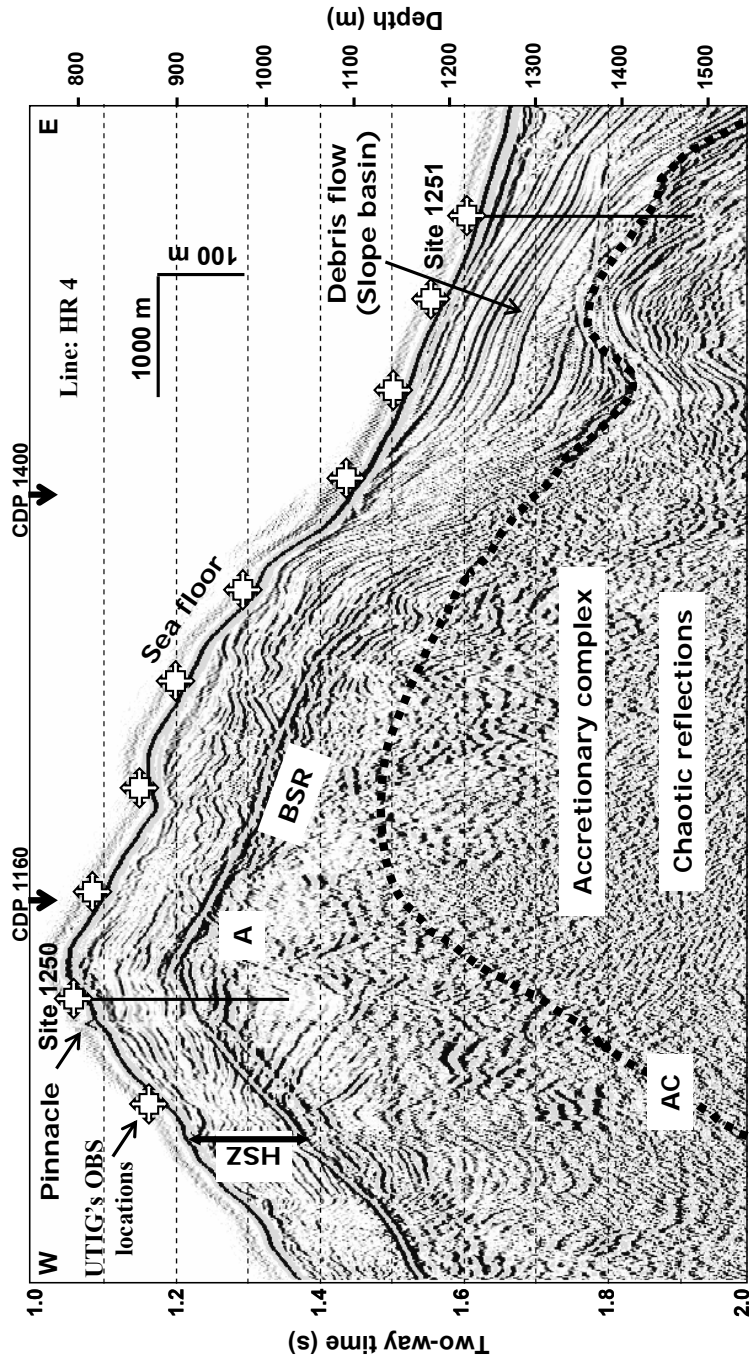 CDP 1160
CDP 1400
W
E
Line: HR 4
1000 m
100 m
Pinnacle
Site 1250
UTIG's OBS
locations
Sea floor
Debris flow
(Slope basin)
Site 1251
HSZ
A
BSR
Accretionary complex
Chaotic reflections
AC
Two-way time (s)
1.0
1.2
1.4
1.6
1.8
2.0
Depth (m)
800
900
1000
1100
1200
1300
1400
1500